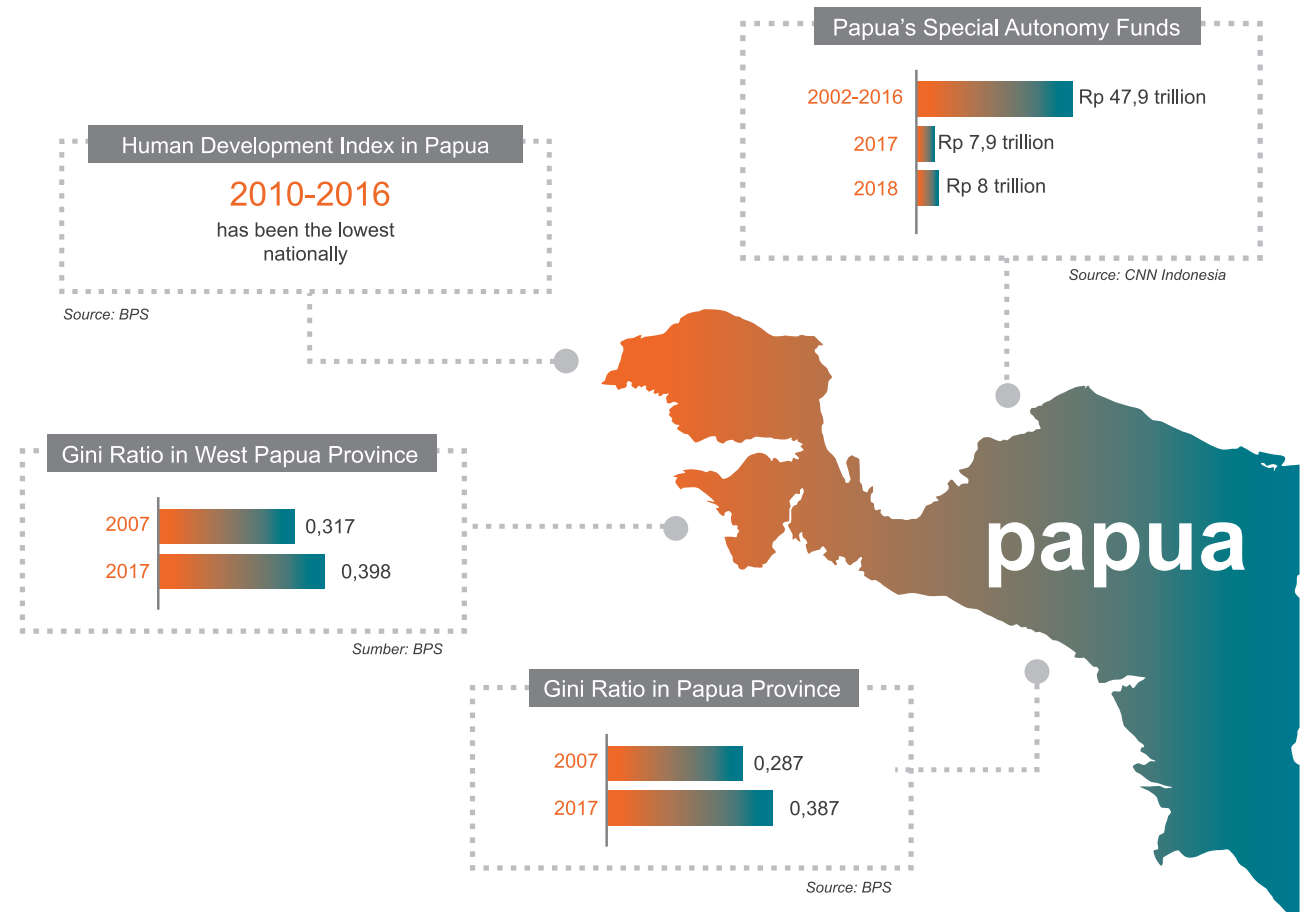 Papua's Special Autonomy Funds
2002-2016 Rp 47,9 trillion
2017 Rp 7,9 trillion
2018 Rp 8 trillion
Source: CNN Indonesia
Human Development Index in Papua
2010-2016
has been the lowest
nationally
Source: BPS
Gini Ratio in West Papua Province
2007 0,317
2017 0,398
Sumber: BPS
papua
Gini Ratio in Papua Province
2007 0,287
2017 0,387
Source: BPS